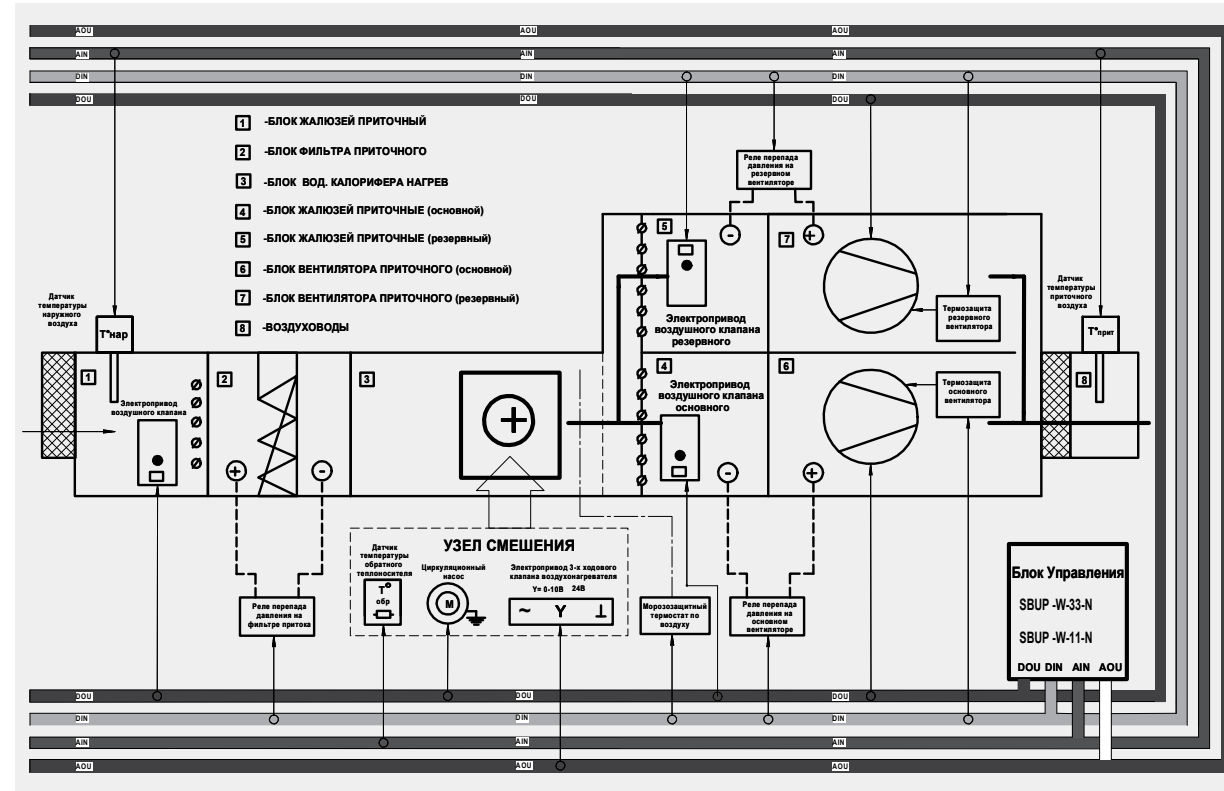 AOU AOU AOU
AIN AIN AIN
DIN DIN DIN
DOU DOU DOU
1 -БЛОК ЖАЛЮЗЕЙ ПРИТОЧНЫЙ
2 -БЛОК ФИЛЬТРА ПРИТОЧНОГО
3 -БЛОК ВОД. КАЛОРИФЕРА НАГРЕВ
4 -БЛОК ЖАЛЮЗЕЙ ПРИТОЧНЫЕ (основной)
5 -БЛОК ЖАЛЮЗЕЙ ПРИТОЧНЫЕ (резервный)
6 -БЛОК ВЕНТИЛЯТОРА ПРИТОЧНОГО (основной)
7 -БЛОК ВЕНТИЛЯТОРА ПРИТОЧНОГО (резервный)
8 -ВОЗДУХОВОДЫ
Реле перепада
давления на
резервном
вентиляторе
5
-
7
+
Датчик
температуры
наружного
воздуха
T°нар
Электропривод
воздушного клапана
резервного
Термозащита
резервного
вентилятора
Датчик
температуры
приточного
воздуха
T°прит
1
Электропривод
воздушного клапана
2
+
-
3
+
4
Электропривод
воздушного клапана
основного
-
6
+
Термозащита
основного
вентилятора
8
УЗЕЛ СМЕШЕНИЯ
Датчик
температуры
обратного
теплоносителя
T°
обр
Циркуляционный
насос
M
Электропривод 3-х ходового
клапана воздухонагревателя
Y= 0-10В 24В
~ Y ⊥
Реле перепада
давления на
фильтре притока
Морозозащитный
термостат по
воздуху
Реле перепада
давления на
основном
вентиляторе
Блок Управления
SBUP -W-33-N
SBUP -W-11-N
DOU DIN AIN AOU
DOU DOU DOU
DIN DIN DIN
AIN AIN AIN
AOU AOU AOU